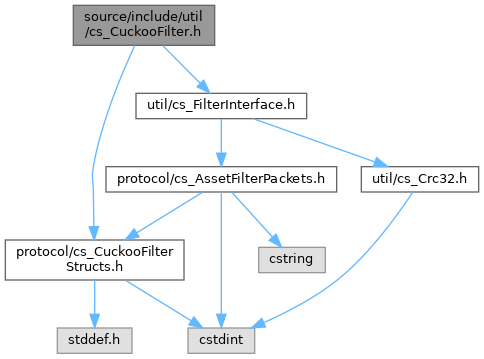 source/include/util
/cs_CuckooFilter.h
util/cs_FilterInterface.h
protocol/cs_AssetFilterPackets.h
util/cs_Crc32.h
protocol/cs_CuckooFilter
Structs.h
cstring
stddef.h
cstdint